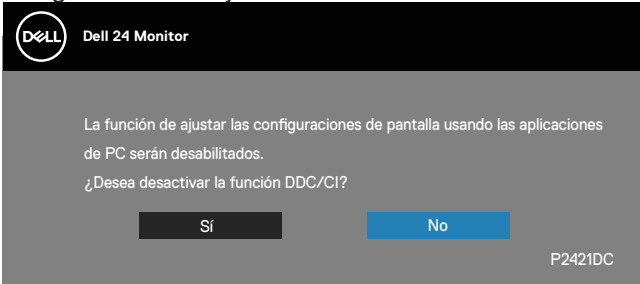 DELL
Dell 24 Monitor
La función de ajustar las configuraciones de pantalla usando las aplicaciones
de PC serán desabilitados.
¿Desea desactivar la función DDC/CI?
Sí
No
P2421DC